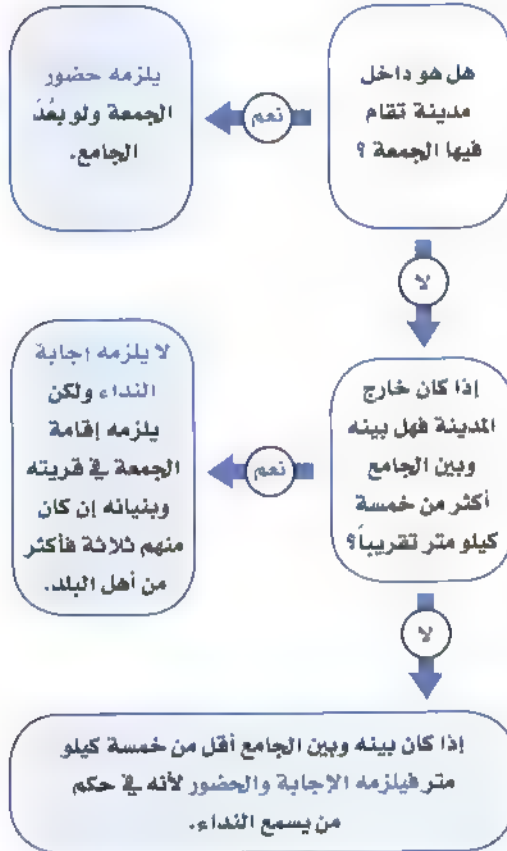 هل هو داخل
مدينة تقام
فيها الجمعة ؟
نعم
يلزمه حضور
الجمعة ولو بعُدَ
الجامع.
لا
إذا كان خارج
المدينة فهل بينه
وبين الجامع
أكثر من خمسة
كيلو متر تقريباً؟
نعم
لا يلزمه إجابة
النداء ولكن
يلزمه إقامة
الجمعة في قريته
وبنيانه إن كان
منهم ثلاثة فأكثر
من أهل البلد.
لا
إذا كان بينه وبين الجامع أقل من خمسة كيلو
متر فيلزمه الإجابة والحضور لأنه في حكم
من يسمع النداء.